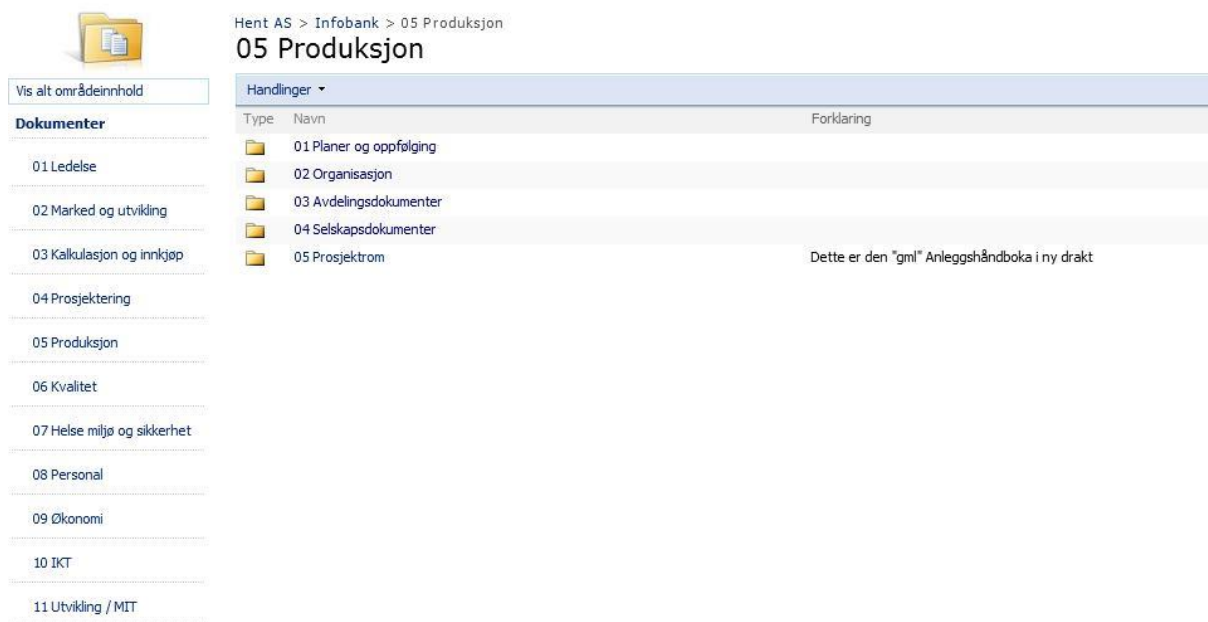 Hent AS > Infobank > 05 Produksjon
05 Produksjon
Vis alt områdeinnhold
Dokumenter
01 Ledelse
02 Marked og utvikling
03 Kalkulasjon og innkjøp
04 Prosjektering
05 Produksjon
06 Kvalitet
07 Helse miljø og sikkerhet
08 Personal
09 Økonomi
10 IKT
11 Utvikling / MIT
Handlinger
Type Navn Forklaring
01 Planer og oppfølging
02 Organisasjon
03 Avdelingsdokumenter
04 Selskapsdokumenter
05 Prosjektrom Dette er den "gml" Anleggshåndboka i ny drakt